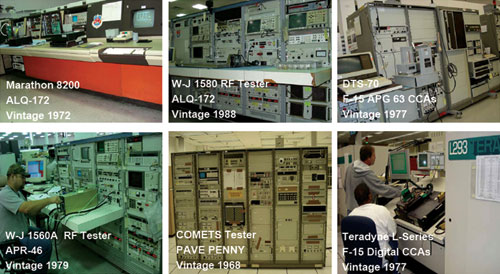 Marathon 8200
ALQ-172
Vintage 1972
W-J 1580 RF Tester
ALQ-172
Vintage 1988
DTS-70
F-15 APG 63 CCAs
Vintage 1977
W-J 1560A RF Tester
APR-46
Vintage 1979
COMETS Tester
PAVE PENNY
Vintage 1968
L293 TERA
Teradyne L-Series
F-15 Digital CCAs
Vintage 1977